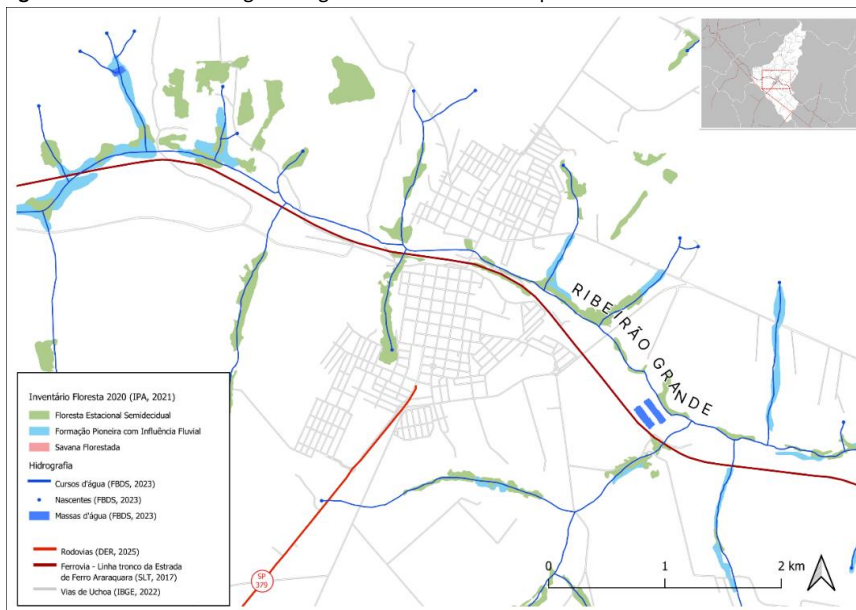 RIBEIRÃO GRANDE
Inventário Floresta 2020 (IPA, 2021)
Floresta Estacional Semidecidual
Formação Pioneira com Influência Fluvial
Savana Florestada
Hidrografia
Cursos d'água (FBDS, 2023)
Nascentes (FBDS, 2023)
Massas d'água (FBDS, 2023)
Rodovias (DER, 2025)
Ferrovia - Linha tronco da Estrada
de Ferro Araraquara (SLT, 2017)
Vias de Uchoa (IBGE, 2022)
SP
379
0 1 2 km